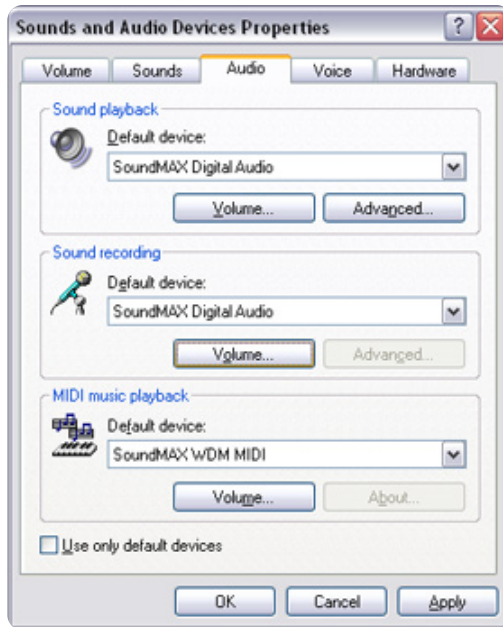 Sounds and Audio Devices Properties
Volume Sounds Audio Voice Hardware
Sound playback
Default device:
SoundMAX Digital Audio
Volume... Advanced...
Sound recording
Default device:
SoundMAX Digital Audio
Volume... Advanced...
MIDI music playback
Default device:
SoundMAX WDM MIDI
Volume... About...
Use only default devices
OK Cancel Apply